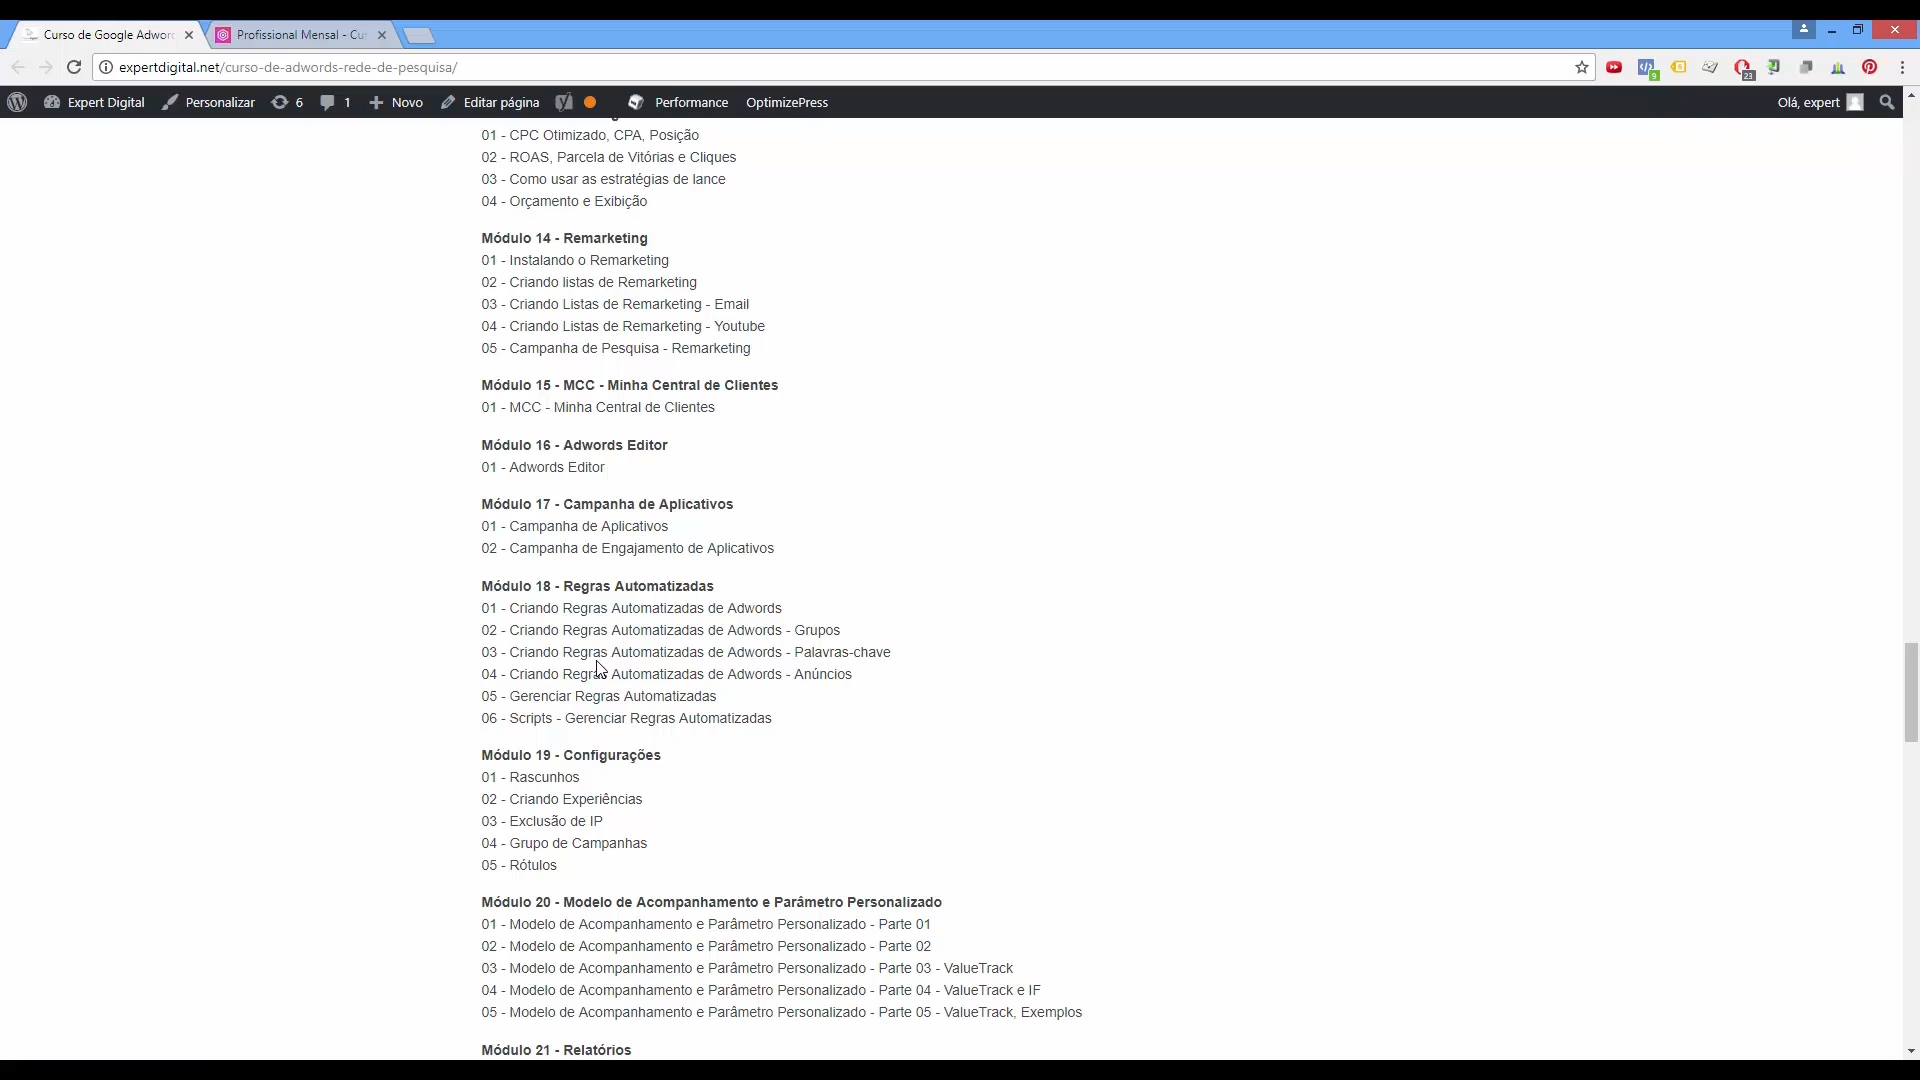 Curso de Google Adwor
Profissional Mensal - Cu
expertdigital.net/curso-de-adwords-rede-de-pesquisa/
9
23
Expert Digital
Personalizar
6
1
Novo
Editar página
Performance
OptimizePress
Olá, expert
01 - CPC Otimizado, CPA, Posição
02 - ROAS, Parcela de Vitórias e Cliques
03 - Como usar as estratégias de lance
04 - Orçamento e Exibição
Módulo 14 - Remarketing
01 - Instalando o Remarketing
02 - Criando listas de Remarketing
03 - Criando Listas de Remarketing - Email
04 - Criando Listas de Remarketing - Youtube
05 - Campanha de Pesquisa - Remarketing
Módulo 15 - MCC - Minha Central de Clientes
01 - MCC - Minha Central de Clientes
Módulo 16 - Adwords Editor
01 - Adwords Editor
Módulo 17 - Campanha de Aplicativos
01 - Campanha de Aplicativos
02 - Campanha de Engajamento de Aplicativos
Módulo 18 - Regras Automatizadas
01 - Criando Regras Automatizadas de Adwords
02 - Criando Regras Automatizadas de Adwords - Grupos
03 - Criando Regras Automatizadas de Adwords - Palavras-chave
04 - Criando Regras Automatizadas de Adwords - Anúncios
05 - Gerenciar Regras Automatizadas
06 - Scripts - Gerenciar Regras Automatizadas
Módulo 19 - Configurações
01 - Rascunhos
02 - Criando Experiências
03 - Exclusão de IP
04 - Grupo de Campanhas
05 - Rótulos
Módulo 20 - Modelo de Acompanhamento e Parâmetro Personalizado
01 - Modelo de Acompanhamento e Parâmetro Personalizado - Parte 01
02 - Modelo de Acompanhamento e Parâmetro Personalizado - Parte 02
03 - Modelo de Acompanhamento e Parâmetro Personalizado - Parte 03 - ValueTrack
04 - Modelo de Acompanhamento e Parâmetro Personalizado - Parte 04 - ValueTrack e IF
05 - Modelo de Acompanhamento e Parâmetro Personalizado - Parte 05 - ValueTrack, Exemplos
Módulo 21 - Relatórios